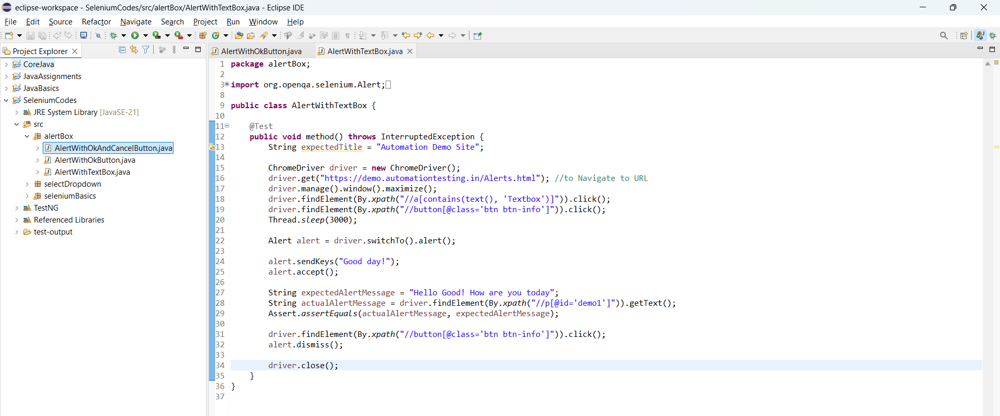 eclipse-workspace - SeleniumCodes/src/alertBox/AlertWithTextBox.java - Eclipse IDE
File Edit Source Refactor Navigate Search Project Run Window Help
Project Explorer
CoreJava
JavaAssignments
JavaBasics
SeleniumCodes
JRE System Library [JavaSE-21]
src
alertBox
AlertWithOkAndCancelButton.java
AlertWithOkButton.java
AlertWithTextBox.java
selectDropdown
seleniumBasics
TestNG
Referenced Libraries
test-output
AlertWithOkButton.java AlertWithTextBox.java
1 package alertBox;
2
3 import org.openqa.selenium.Alert;
8
9 public class AlertWithTextBox {
10
11 @Test
12 public void method() throws InterruptedException {
13 String expectedTitle = "Automation Demo Site";
14
15 ChromeDriver driver = new ChromeDriver();
16 driver.get("https://demo.automationtesting.in/Alerts.html"); //to Navigate to URL
17 driver.manage().window().maximize();
18 driver.findElement(By.xpath("//a[contains(text(), 'Textbox')]")).click();
19 driver.findElement(By.xpath("//button[@class='btn btn-info']")).click();
20 Thread.sleep(3000);
21
22 Alert alert = driver.switchTo().alert();
23
24 alert.sendKeys("Good day!");
25 alert.accept();
26
27 String expectedAlertMessage = "Hello Good! How are you today";
28 String actualAlertMessage = driver.findElement(By.xpath("//p[@id='demo1']")).getText();
29 Assert.assertEquals(actualAlertMessage, expectedAlertMessage);
30
31 driver.findElement(By.xpath("//button[@class='btn btn-info']")).click();
32 alert.dismiss();
33
34 driver.close();
35 }
36 }
37